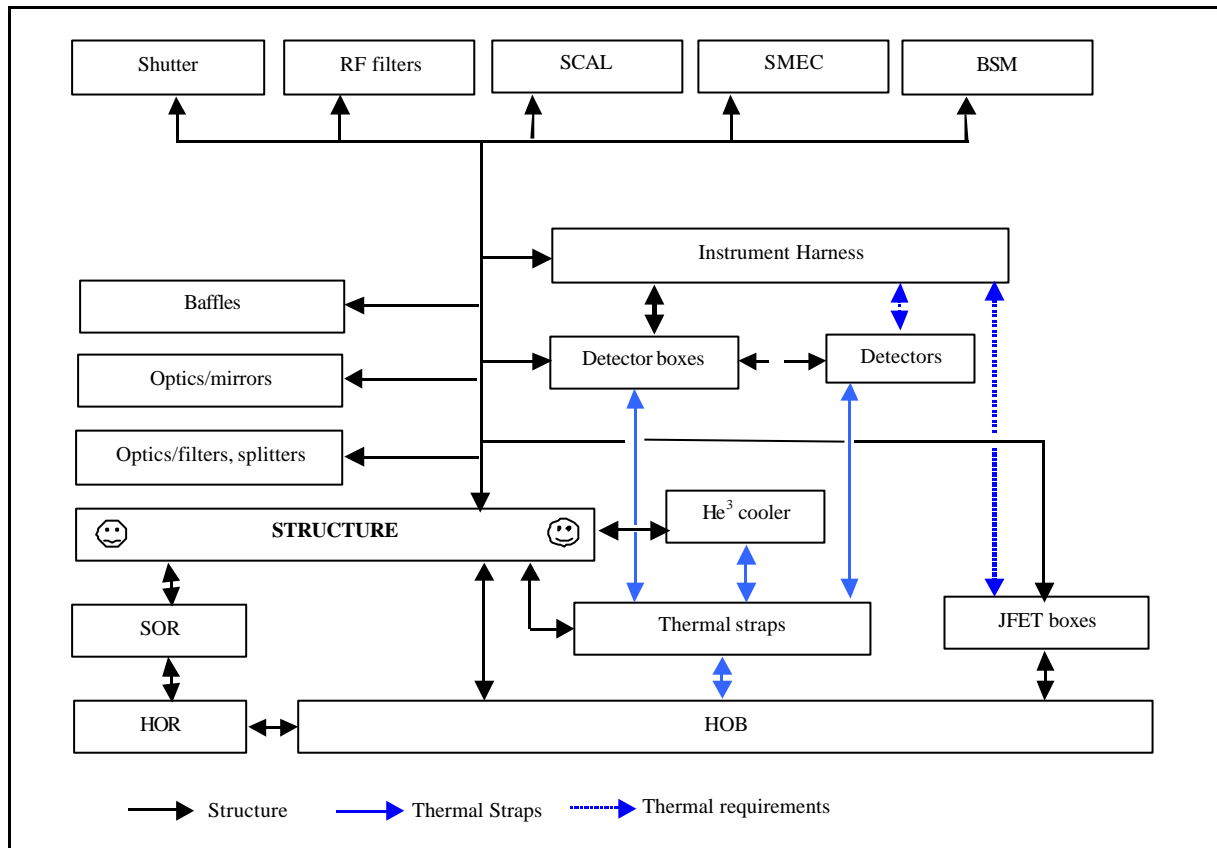 Shutter
RF filters
SCAL
SMEC
BSM
Instrument Harness
Baffles
Detector boxes
Detectors
Optics/mirrors
Optics/filters, splitters
He³ cooler
STRUCTURE
SOR
Thermal straps
JFET boxes
HOR
HOB
Structure
Thermal Straps
Thermal requirements